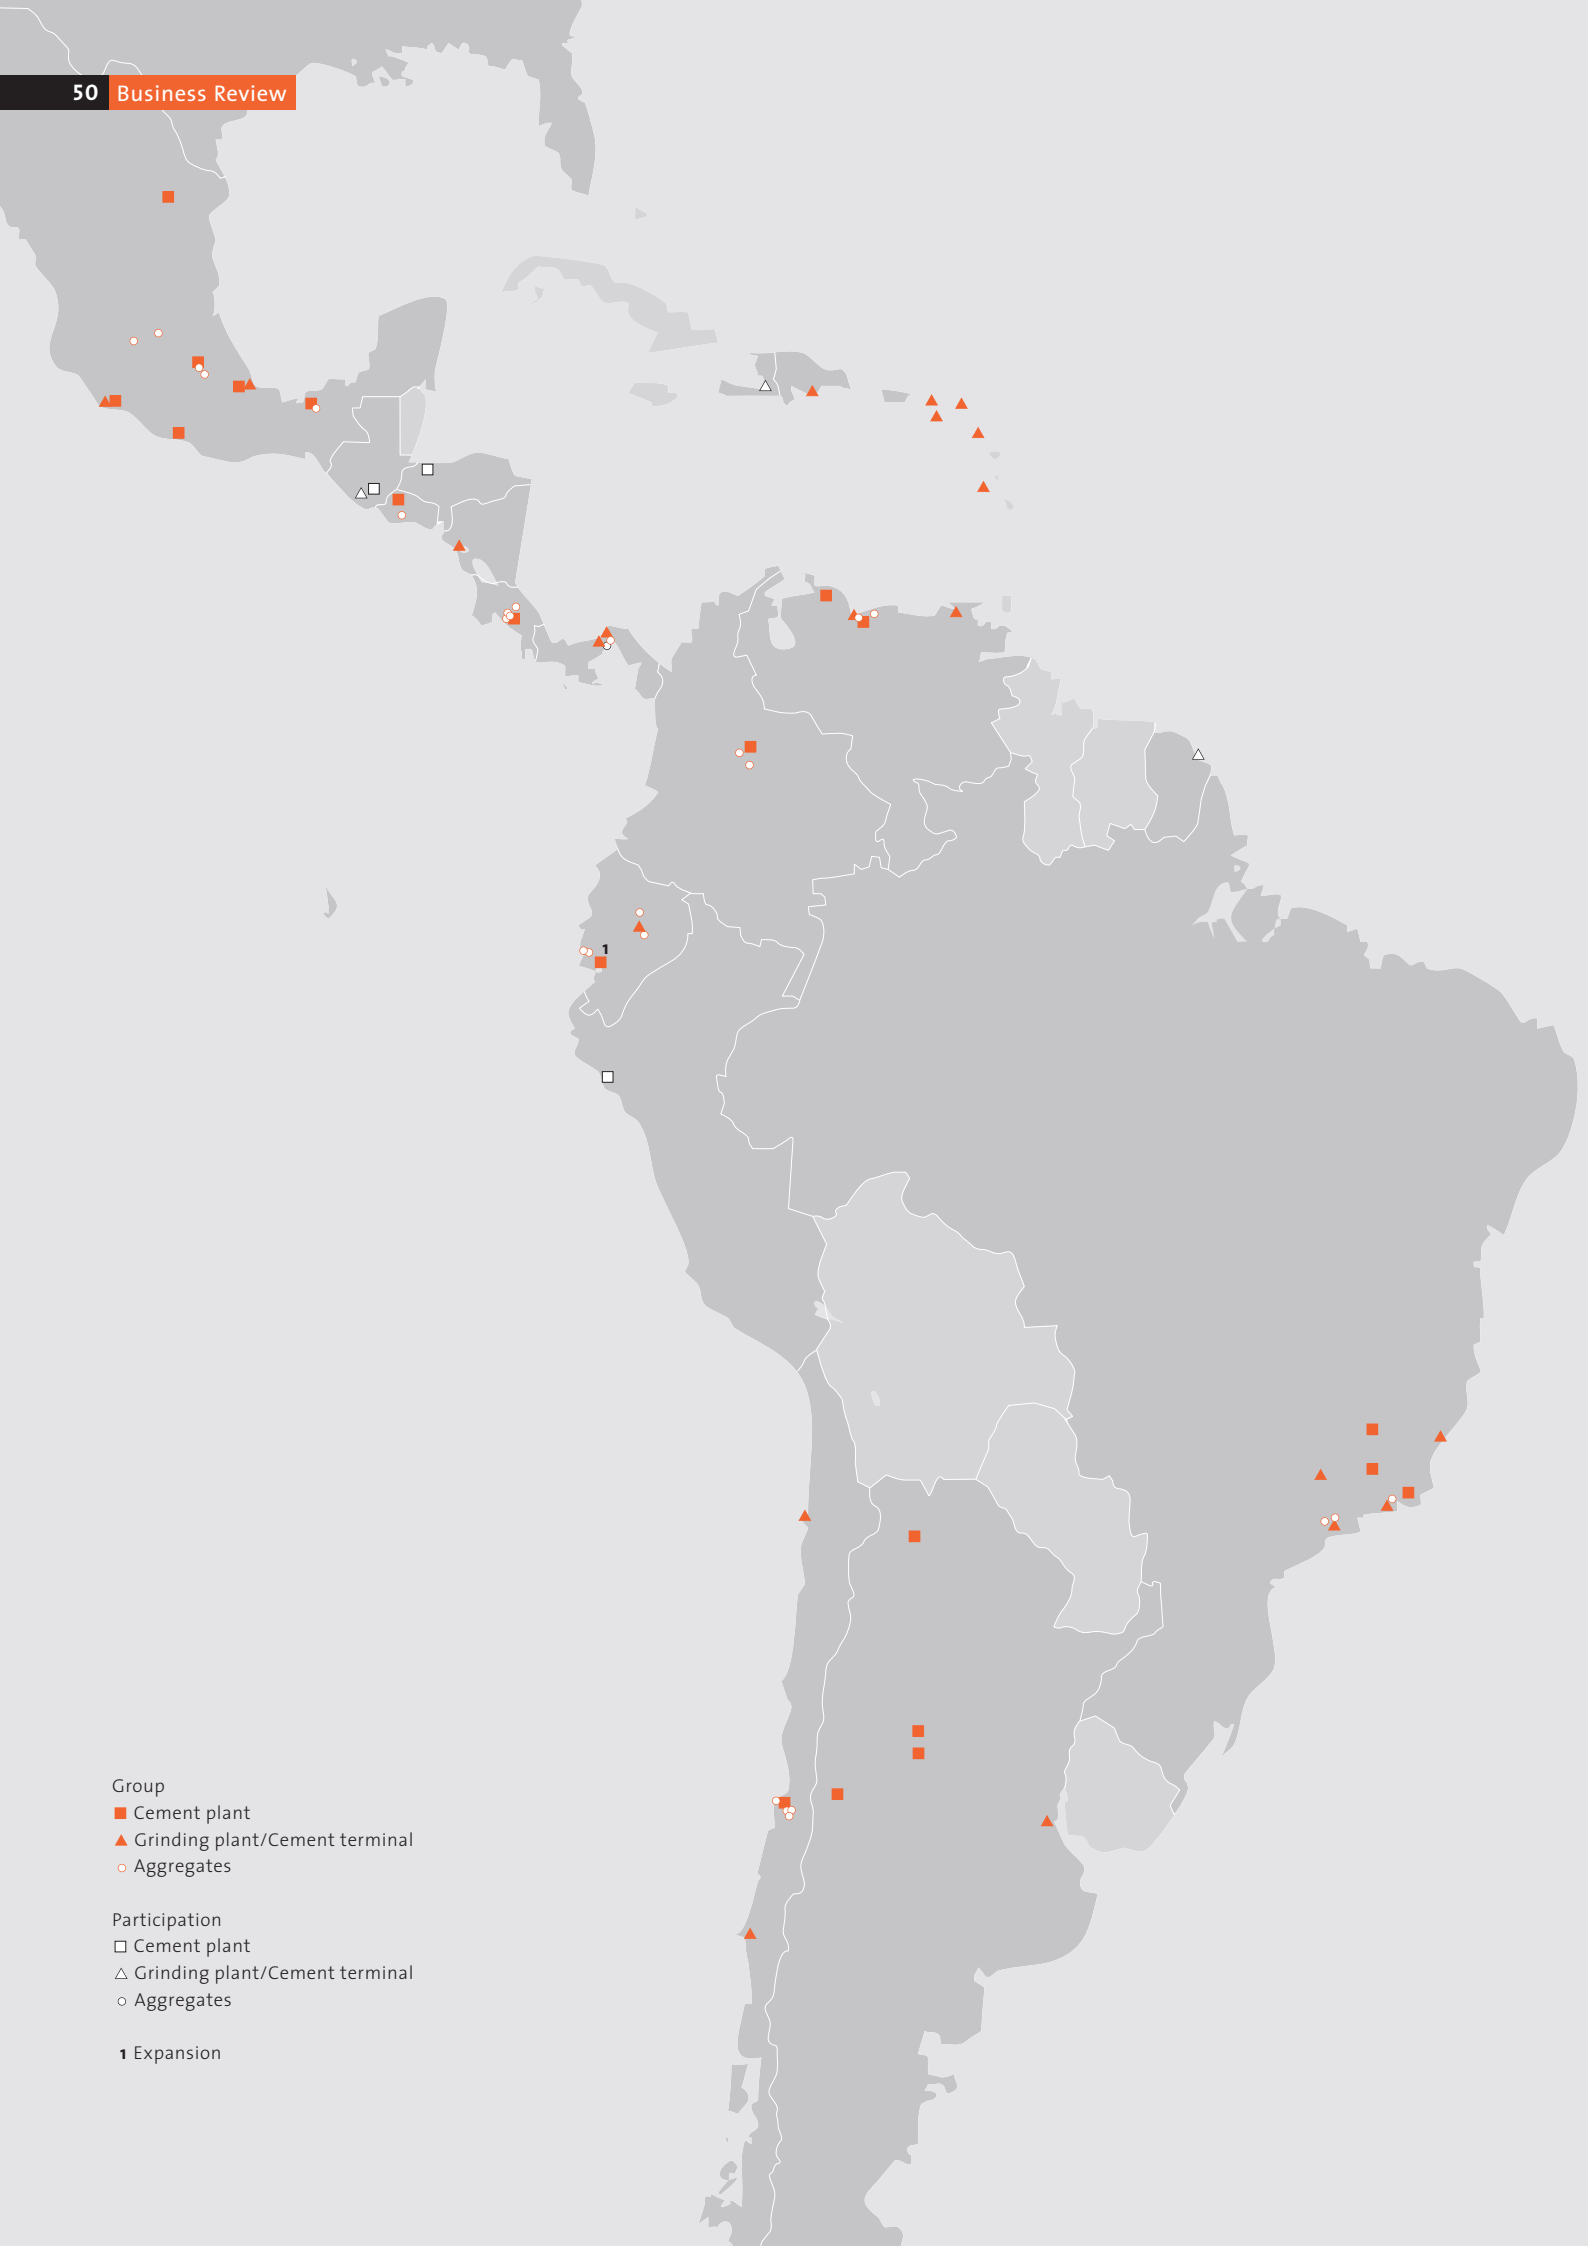 50 Business Review
1
Group
Cement plant
Grinding plant/Cement terminal
Aggregates
Participation
Cement plant
Grinding plant/Cement terminal
Aggregates
1 Expansion